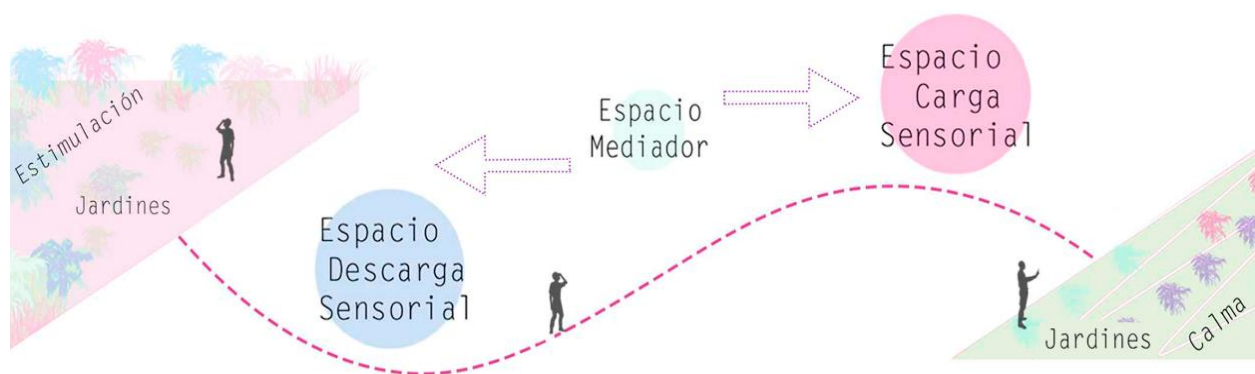 Estimulación
Jardines
Espacio
Descarga
Sensorial
Espacio
Mediador
Espacio
Carga
Sensorial
Jardines
Calma